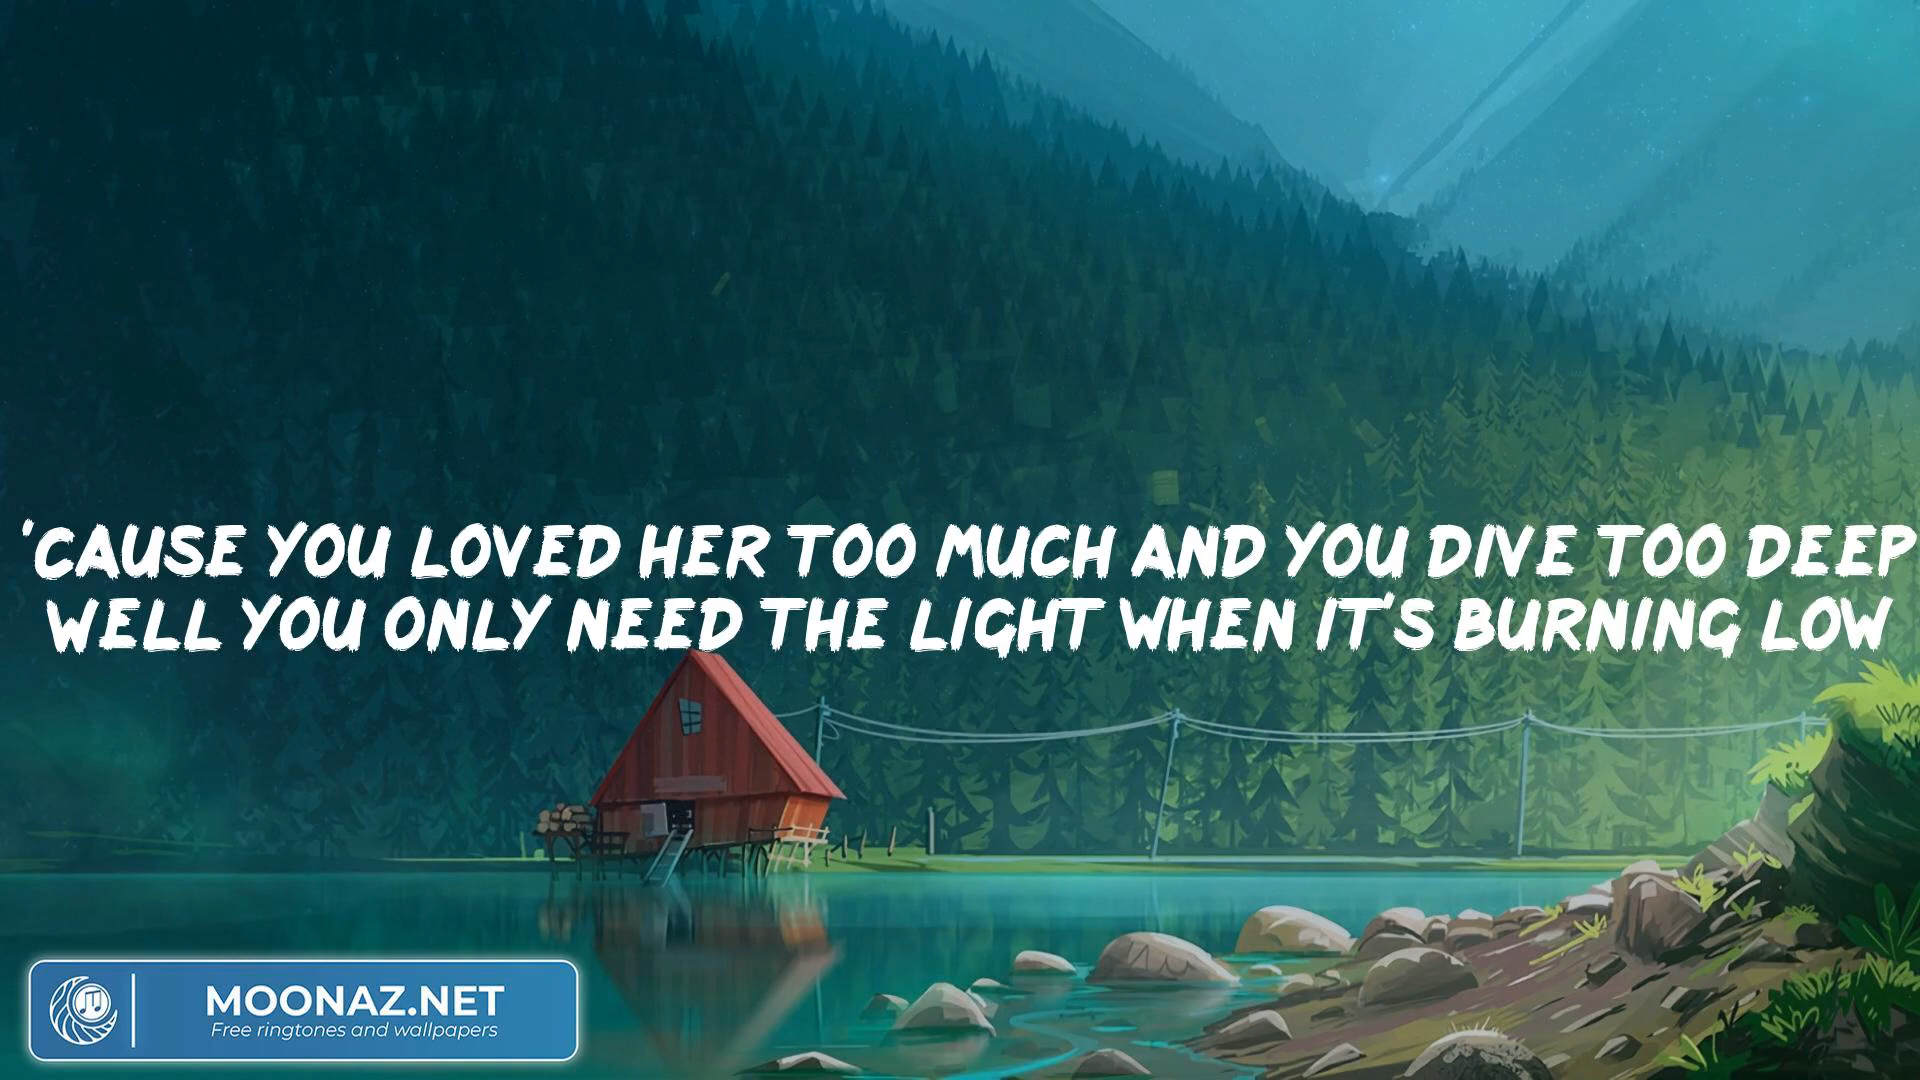 'CAUSE YOU LOVED HER TOO MUCH AND YOU DIVE TOO DEEP
WELL YOU ONLY NEED THE LIGHT WHEN IT'S BURNING LOW
MOONAZ.NET
Free ringtones and wallpapers